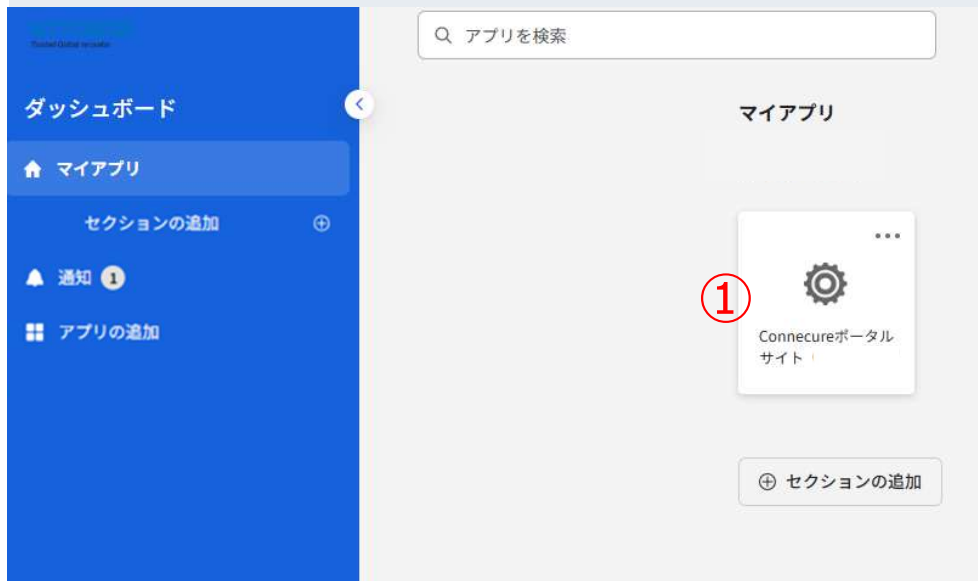 アプリを検索
ダッシュボード
マイアプリ
マイアプリ
セクションの追加
通知 1
アプリの追加
①
Connecureポータル
サイト
セクションの追加